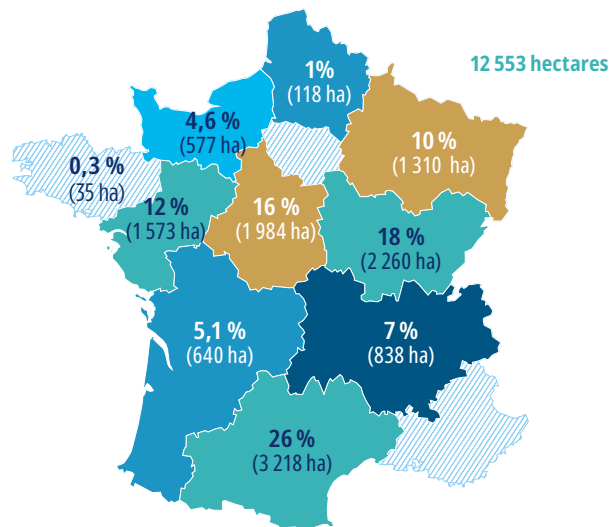 1%
(118 ha)
12 553 hectares
4,6 %
(577 ha)
10 %
(1 310 ha)
0,3 %
(35 ha)
12 %
(1 573 ha)
16 %
(1 984 ha)
18 %
(2 260 ha)
5,1 %
(640 ha)
7 %
(838 ha)
26 %
(3 218 ha)